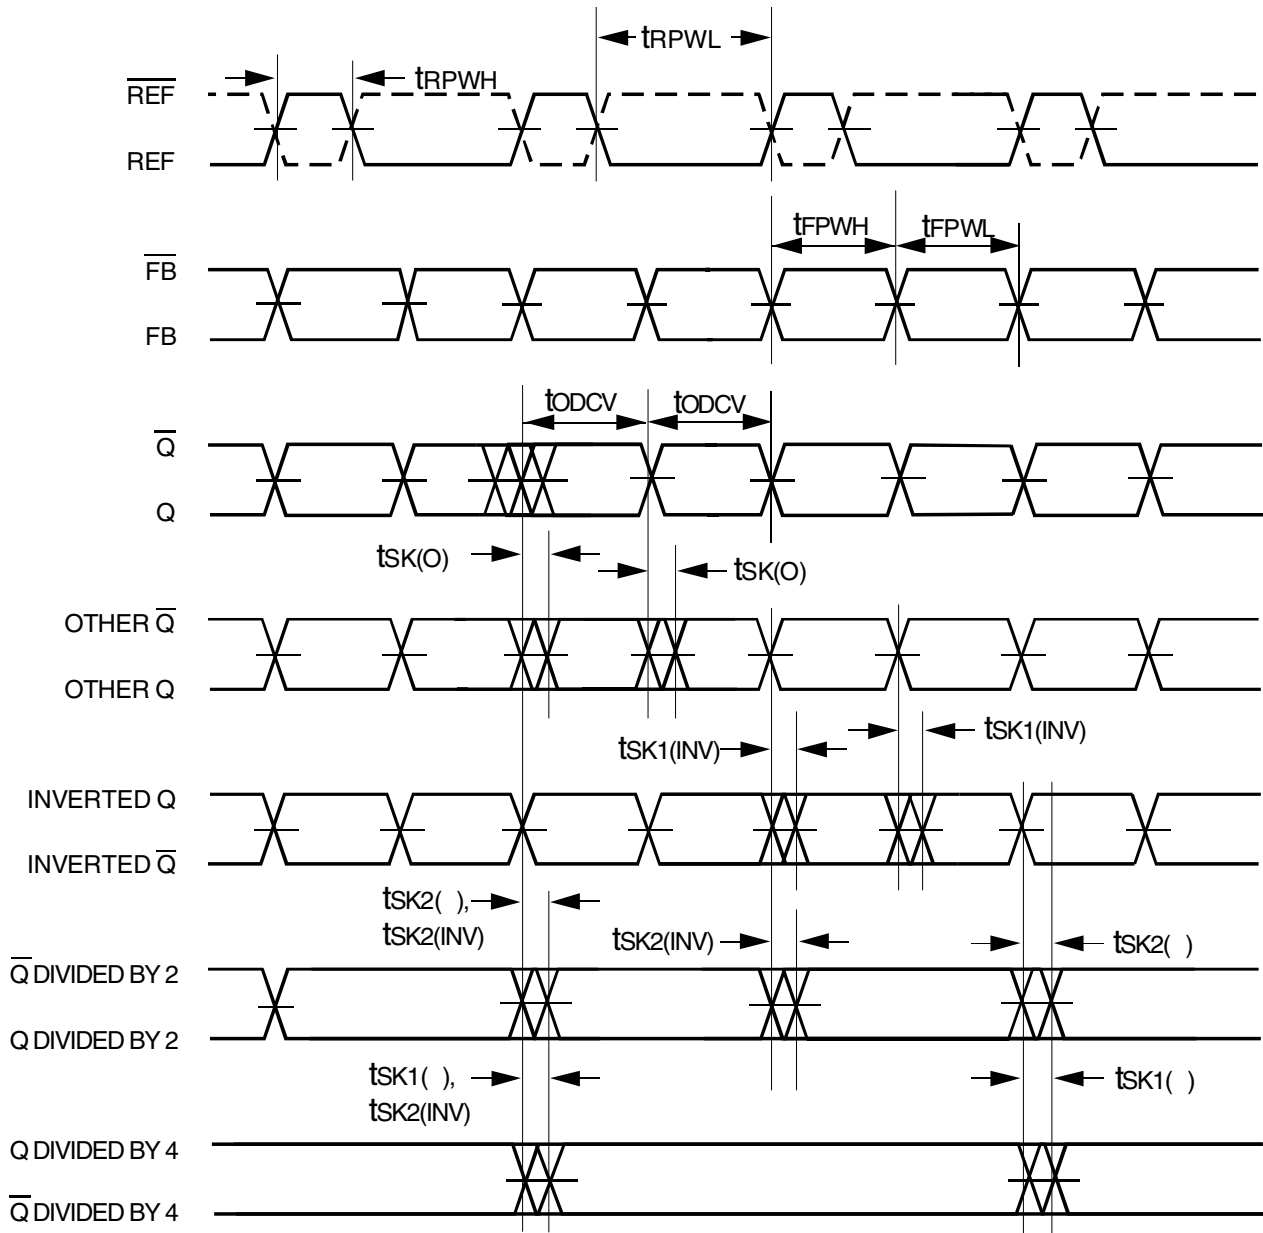 tRPWL
tRPWH
REF
REF
tFPWH
tFPWL
FB
FB
tODCV
tODCV
Q
Q
tSK(O)
tSK(O)
OTHER Q
OTHER Q
tSK1(INV)
tSK1(INV)
INVERTED Q
INVERTED Q
tSK2( ),
tSK2(INV)
tSK2(INV)
tSK2( )
Q DIVIDED BY 2
Q DIVIDED BY 2
tSK1( ),
tSK2(INV)
tSK1( )
Q DIVIDED BY 4
Q DIVIDED BY 4